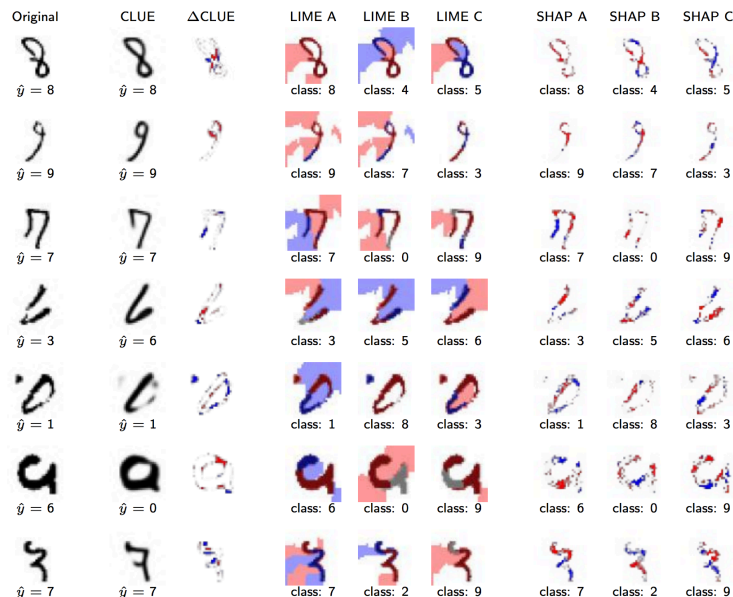 Original CLUE ΔCLUE LIME A LIME B LIME C SHAP A SHAP B SHAP C
ŷ = 8 ŷ = 8 class: 8 class: 4 class: 5 class: 8 class: 4 class: 5
ŷ = 9 ŷ = 9 class: 9 class: 7 class: 3 class: 9 class: 7 class: 3
ŷ = 7 ŷ = 7 class: 7 class: 0 class: 9 class: 7 class: 0 class: 9
ŷ = 3 ŷ = 6 class: 3 class: 5 class: 6 class: 3 class: 5 class: 6
ŷ = 1 ŷ = 1 class: 1 class: 8 class: 3 class: 1 class: 8 class: 3
ŷ = 6 ŷ = 0 class: 6 class: 0 class: 9 class: 6 class: 0 class: 9
ŷ = 7 ŷ = 7 class: 7 class: 2 class: 9 class: 7 class: 2 class: 9